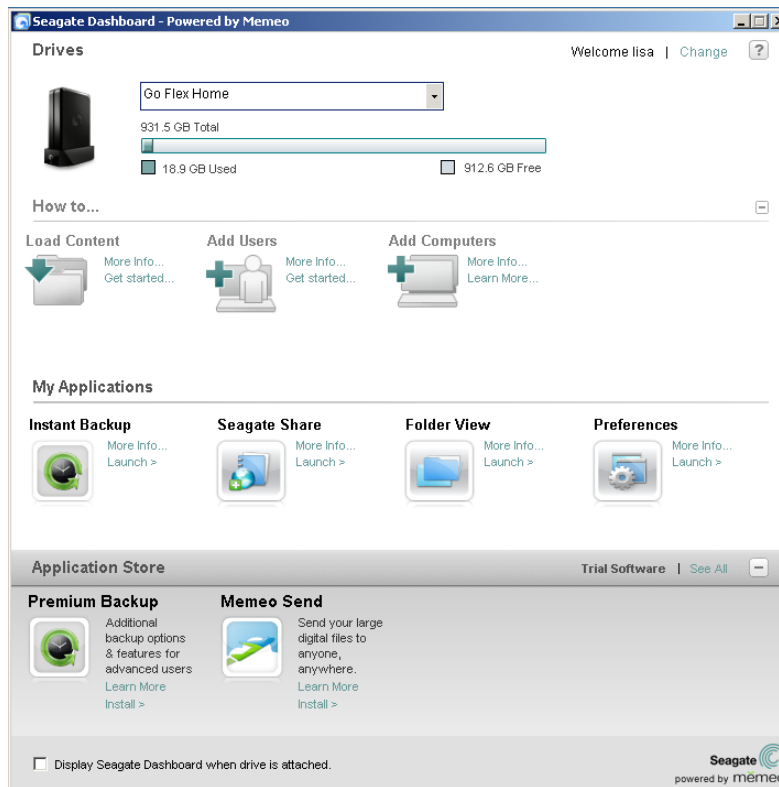 Seagate Dashboard - Powered by Memeo
Drives
Welcome lisa | Change ?
Go Flex Home
931.5 GB Total
18.9 GB Used 912.6 GB Free
How to...
Load Content Add Users Add Computers
More Info... More Info... More Info...
Get started... Get started... Learn More...
My Applications
Instant Backup Seagate Share Folder View Preferences
More Info... More Info... More Info... More Info...
Launch > Launch > Launch > Launch >
Application Store Trial Software | See All
Premium Backup Memeo Send
Additional
backup options
& features for
advanced users
Learn More
Install >
Send your large
digital files to
anyone,
anywhere.
Learn More
Install >
Display Seagate Dashboard when drive is attached.
Seagate
powered by mēmeo